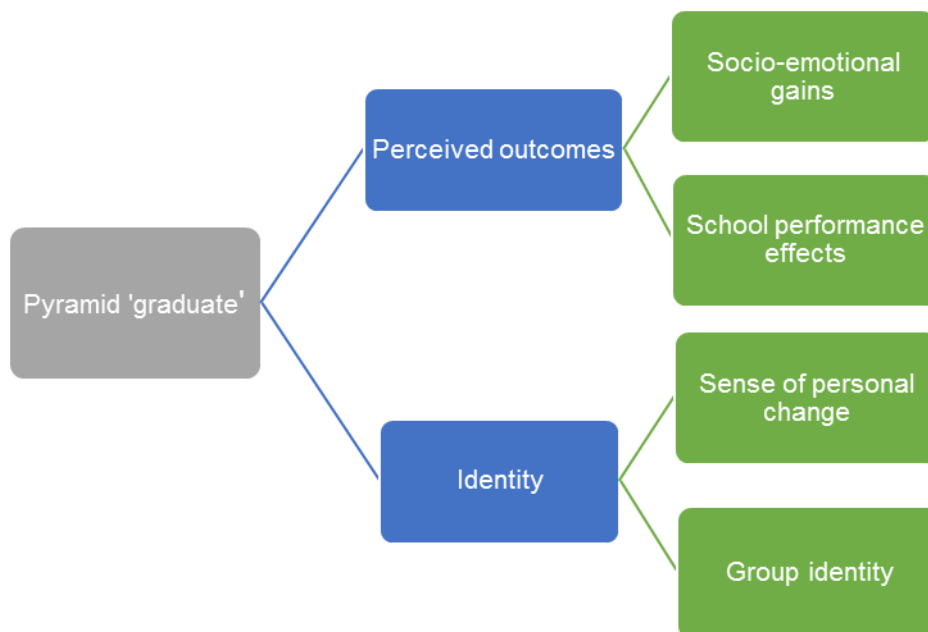 Socio-emotional
gains
Perceived outcomes
School performance
effects
Pyramid 'graduate'
Sense of personal
change
Identity
Group identity